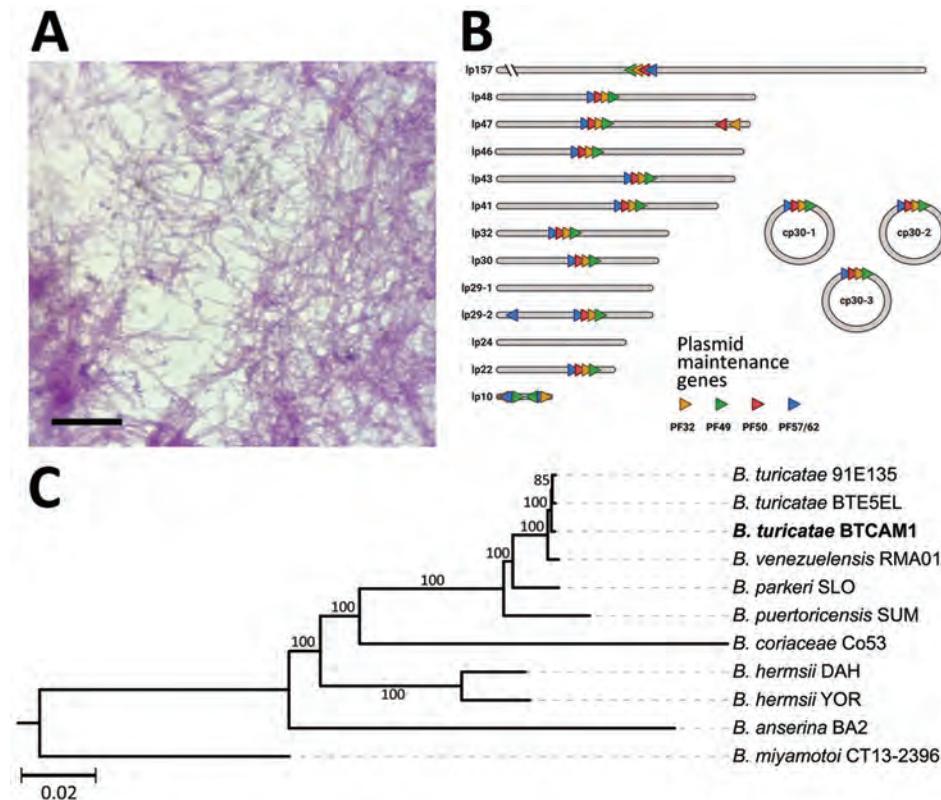 A
B
lp157
lp48
lp47
lp46
lp43
lp41
lp32
lp30
lp29-1
lp29-2
lp24
lp22
lp10
cp30-1
cp30-2
cp30-3
Plasmid
maintenance
genes
PF32 PF49 PF50 PF57/62
C
B. turicatae 91E135
B. turicatae BTE5EL
B. turicatae BTCAM1
B. venezuelensis RMA01
B. parkeri SLO
B. puertoricensis SUM
B. coriaceae Co53
B. hermsii DAH
B. hermsii YOR
B. anserina BA2
B. miyamotoi CT13-2396
85
100
100
100
100
100
100
100
0.02